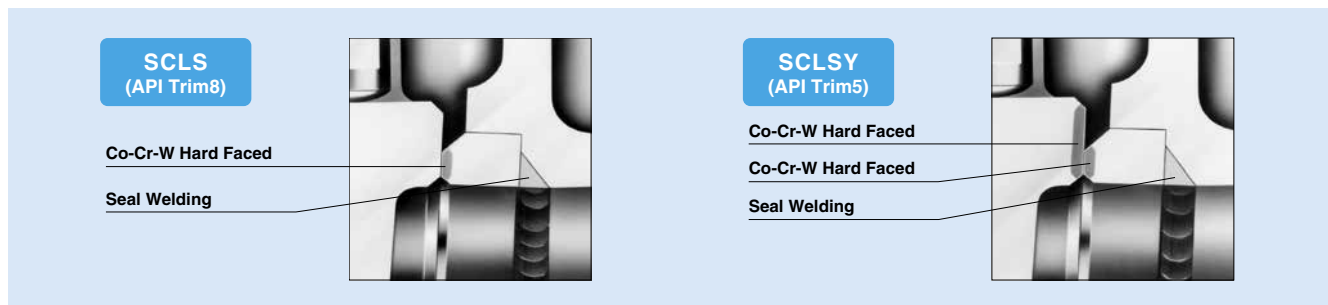 SCLS
(API Trim8)
Co-Cr-W Hard Faced
Seal Welding
SCLSY
(API Trim5)
Co-Cr-W Hard Faced
Co-Cr-W Hard Faced
Seal Welding